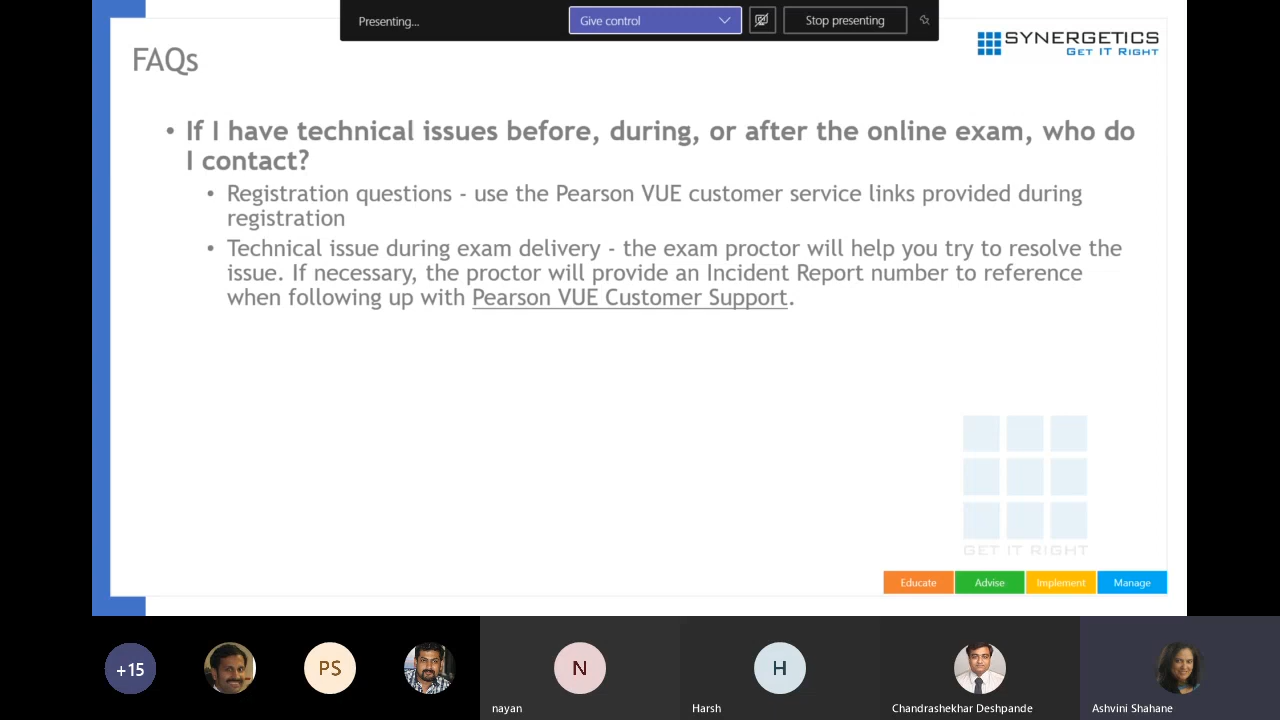 Presenting...
Give control
Stop presenting
SYNERGETICS
GET IT RIGHT
FAQs
• If I have technical issues before, during, or after the online exam, who do
I contact?
• Registration questions - use the Pearson VUE customer service links provided during
registration
• Technical issue during exam delivery - the exam proctor will help you try to resolve the
issue. If necessary, the proctor will provide an Incident Report number to reference
when following up with Pearson VUE Customer Support.
GET IT RIGHT
Educate
Advise
Implement
Manage
+15
PS
N
H
nayan
Harsh
Chandrashekhar Deshpande
Ashvini Shahane